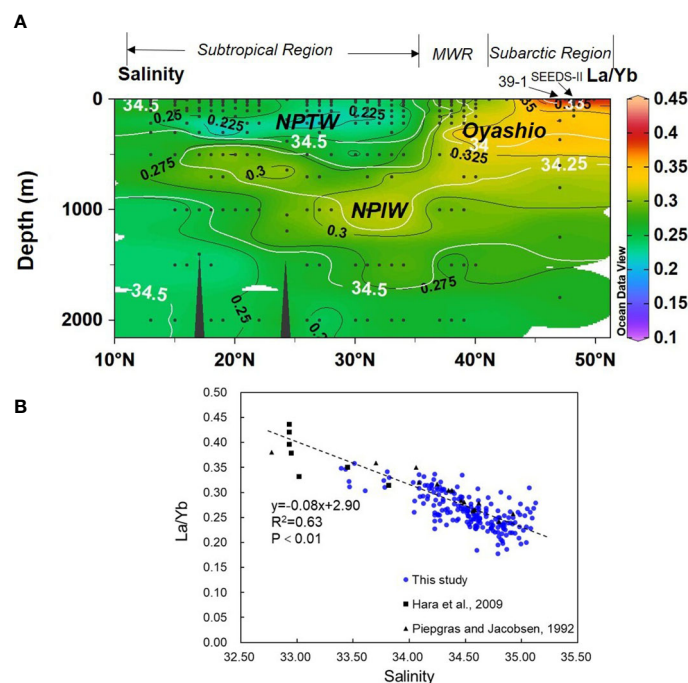 A
Subtropical Region
MWR
Subarctic Region
39-1 SEEDS-II
Salinity
La/Yb
0
1000
2000
Depth (m)
34.5
0.25
0.225
NPTW
0.225
34.5
0.275
0.3
NPIW
0.3
34.5
34.5
0.25
0.3
0.275
35
0.35
Oyashio
34
0.325
34.25
10°N
20°N
30°N
40°N
50°N
0.45
0.4
0.35
0.3
0.25
0.2
0.15
0.1
Ocean Data View
B
0.50
0.45
0.40
0.35
0.30
0.25
0.20
0.15
0.10
0.05
0.00
La/Yb
y=-0.08x+2.90
R²=0.63
P < 0.01
This study
Hara et al., 2009
Piepgras and Jacobsen, 1992
32.50 33.00 33.50 34.00 34.50 35.00 35.50
Salinity